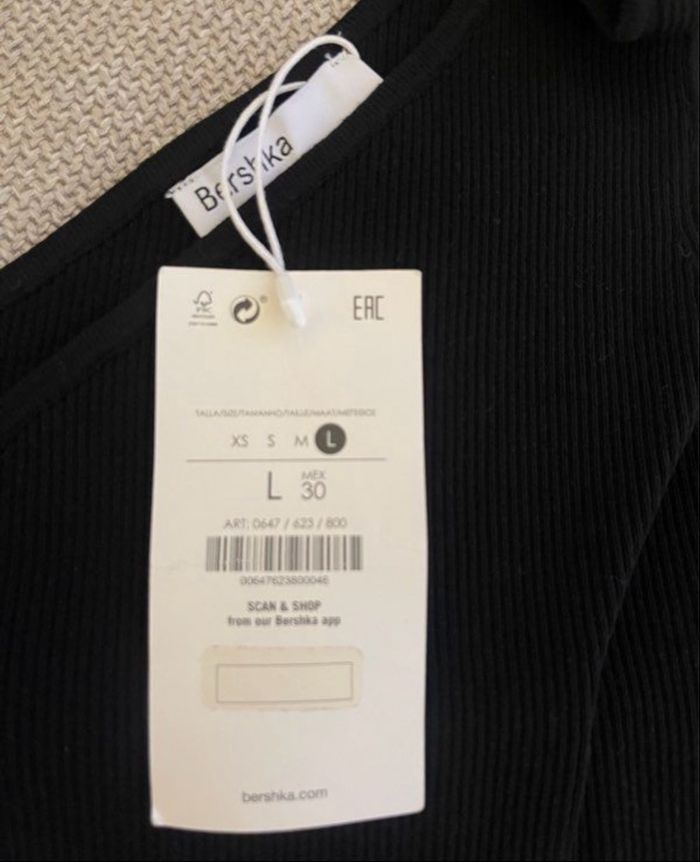 Bershka
FSC
EAC
TALLA/SIZE/TAMANHO/TAILLE/MAAT/
XS S M L
L MEX 30
ART: 0647 / 623 / 800
00647623800046
SCAN & SHOP
from our Bershka app
bershka.com